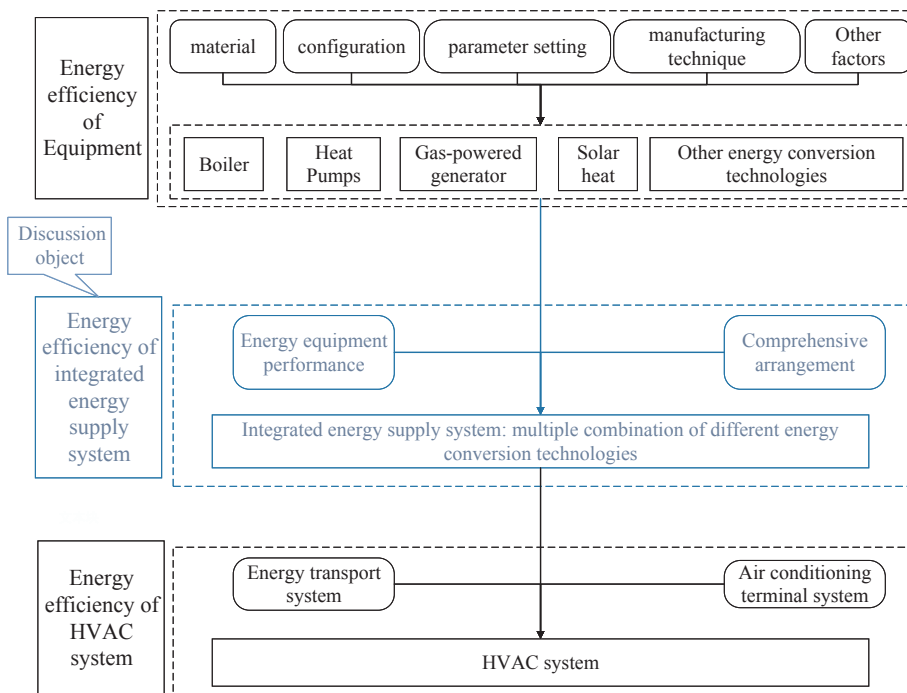 material
configuration
parameter setting
manufacturing
technique
Other
factors
Energy
efficiency
of
Equipment
Boiler
Heat
Pumps
Gas-powered
generator
Solar
heat
Other energy conversion
technologies
Discussion
object
Energy
efficiency of
integrated
energy
supply
system
Energy equipment
performance
Comprehensive
arrangement
Integrated energy supply system: multiple combination of different energy
conversion technologies
Energy
efficiency of
HVAC
system
Energy transport
system
Air conditioning
terminal system
HVAC system